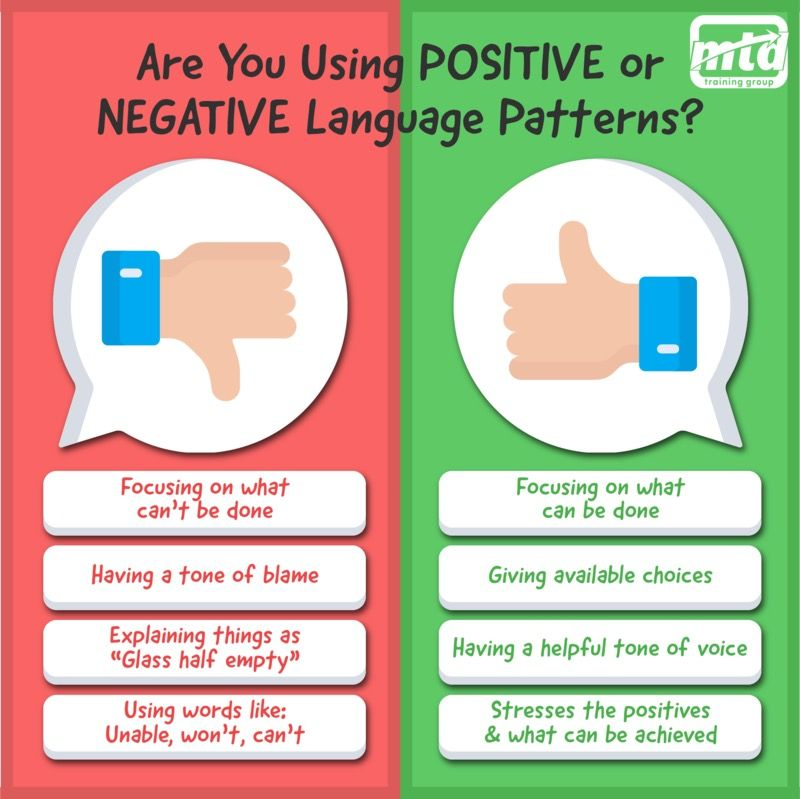 Are You Using POSITIVE or
NEGATIVE Language Patterns?
mtd
training group
Focusing on what
can't be done
Having a tone of blame
Explaining things as
“Glass half empty”
Using words like:
Unable, won't, can't
Focusing on what
can be done
Giving available choices
Having a helpful tone of voice
Stresses the positives
& what can be achieved